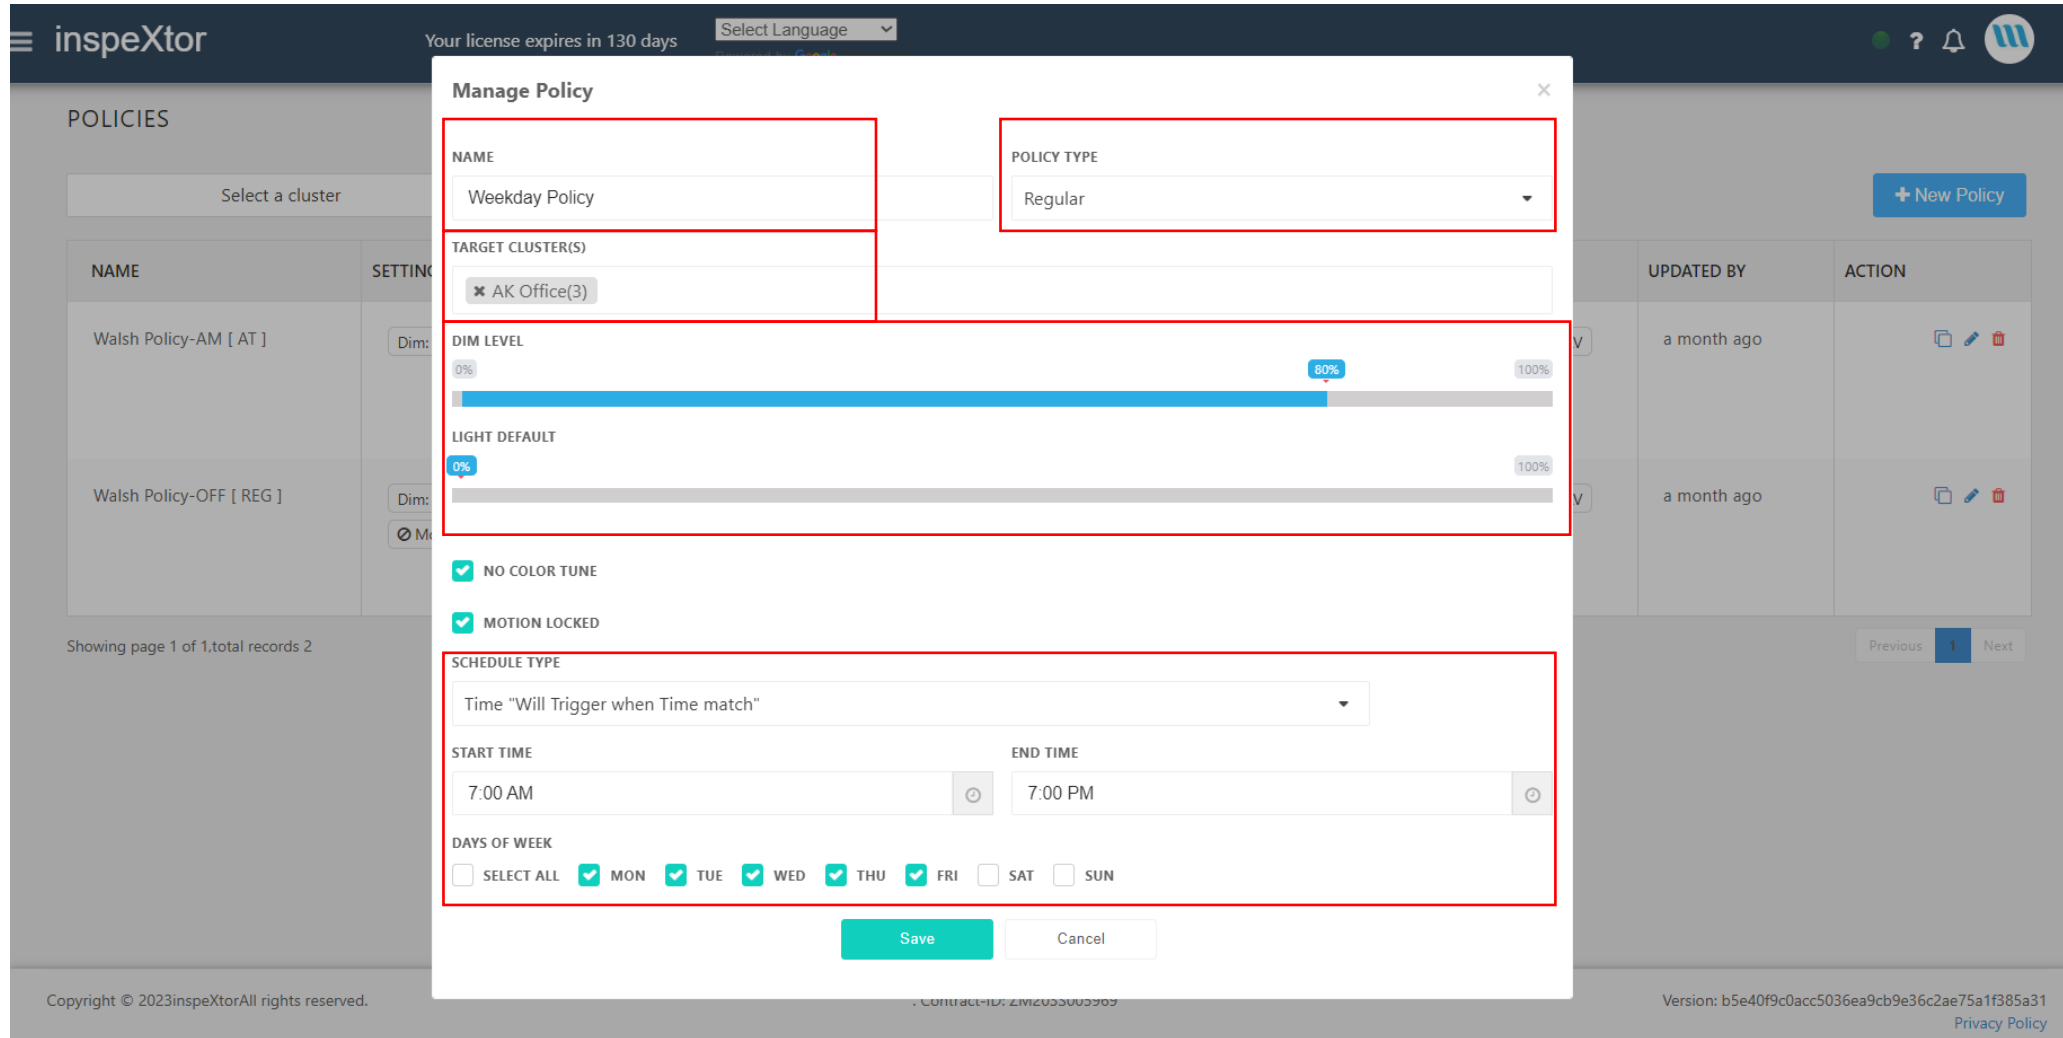 inspeXtor
Your license expires in 130 days
Select Language
?
POLICIES
Select a cluster
+ New Policy
NAME
UPDATED BY
ACTION
Walsh Policy-AM [ AT ]
Dim:
a month ago
Walsh Policy-OFF [ REG ]
Dim:
a month ago
Showing page 1 of 1,total records 2
Previous 1 Next
Manage Policy
×
NAME
POLICY TYPE
Weekday Policy
Regular
TARGET CLUSTER(S)
× AK Office(3)
DIM LEVEL
0% 80% 100%
LIGHT DEFAULT
0% 100%
NO COLOR TUNE
MOTION LOCKED
SCHEDULE TYPE
Time "Will Trigger when Time match"
START TIME
END TIME
7:00 AM
7:00 PM
DAYS OF WEEK
SELECT ALL MON TUE WED THU FRI SAT SUN
Save
Cancel
Copyright © 2023inspeXtorAll rights reserved.
Version: b5e40f9c0acc5036ea9cb9e36c2ae75a1f385a31
Privacy Policy